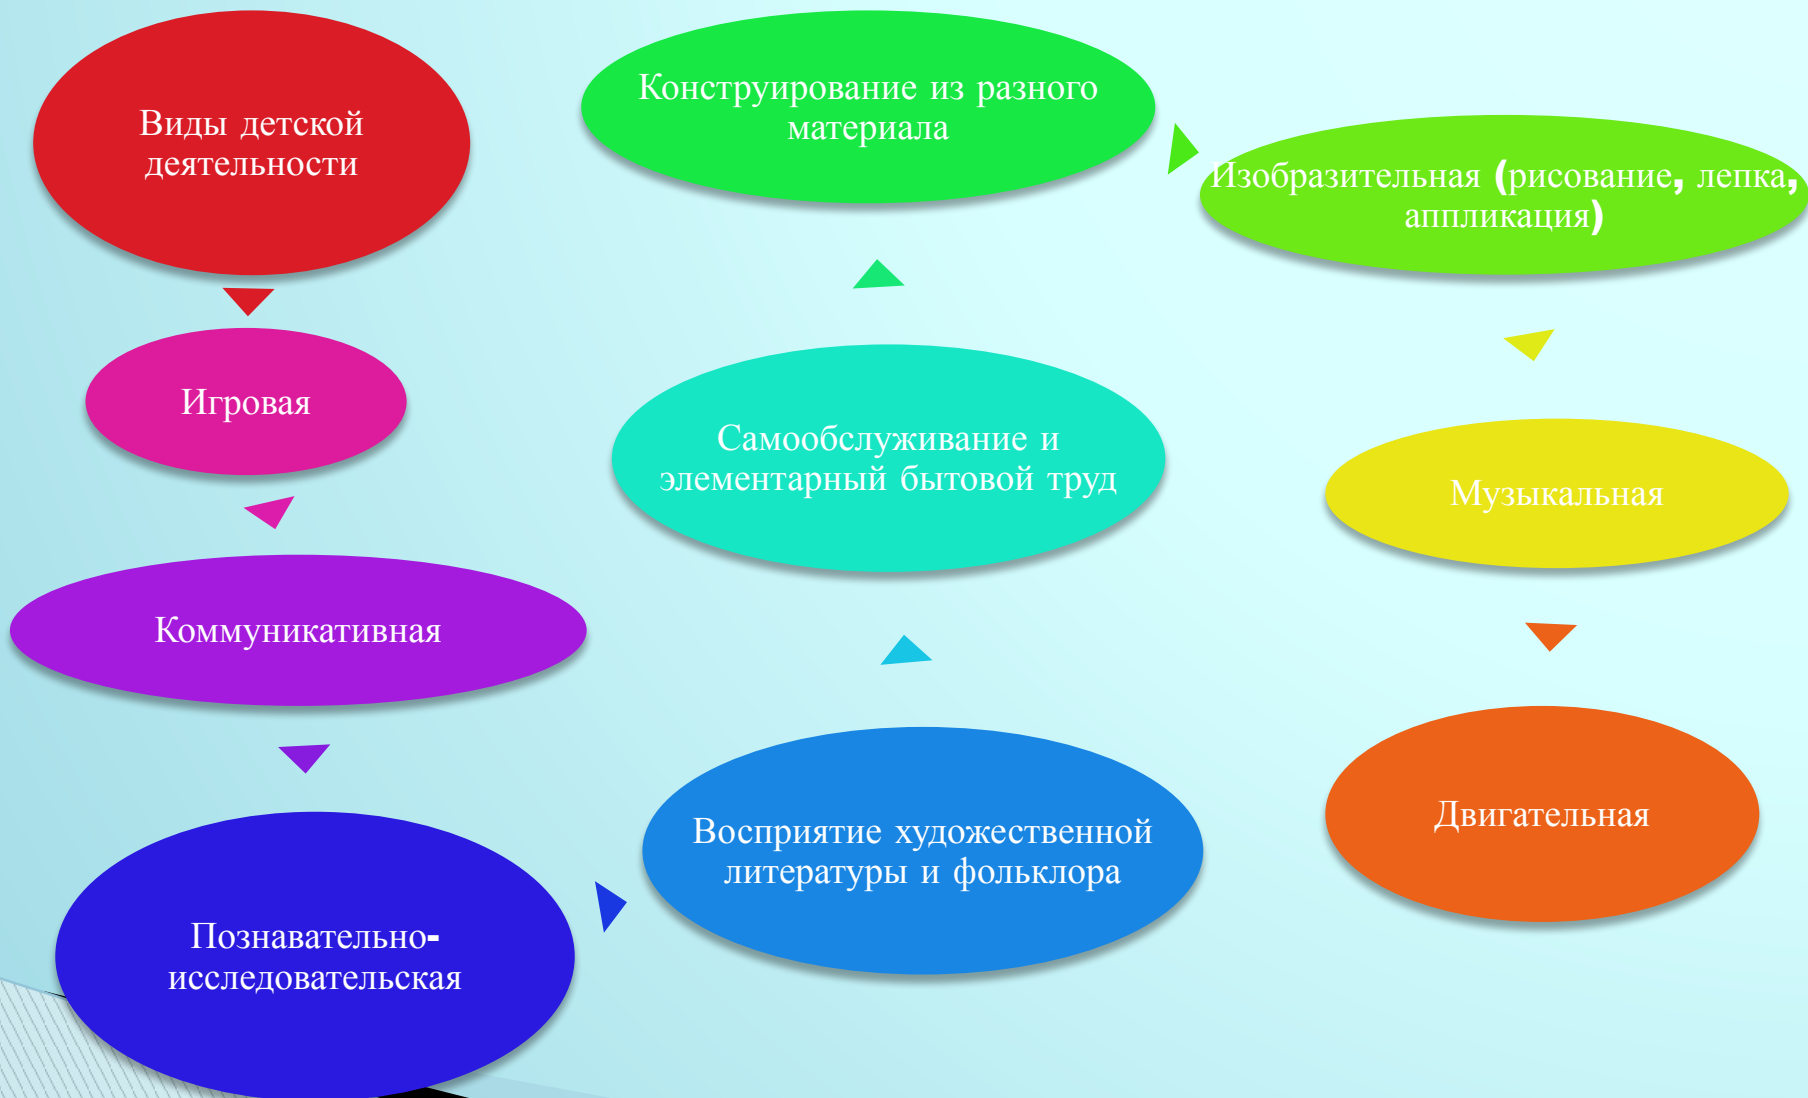 Виды детской
деятельности
Игровая
Коммуникативная
Познавательно-
исследовательская
Восприятие художественной
литературы и фольклора
Самообслуживание и
элементарный бытовой труд
Конструирование из разного
материала
Изобразительная (рисование, лепка,
аппликация)
Музыкальная
Двигательная